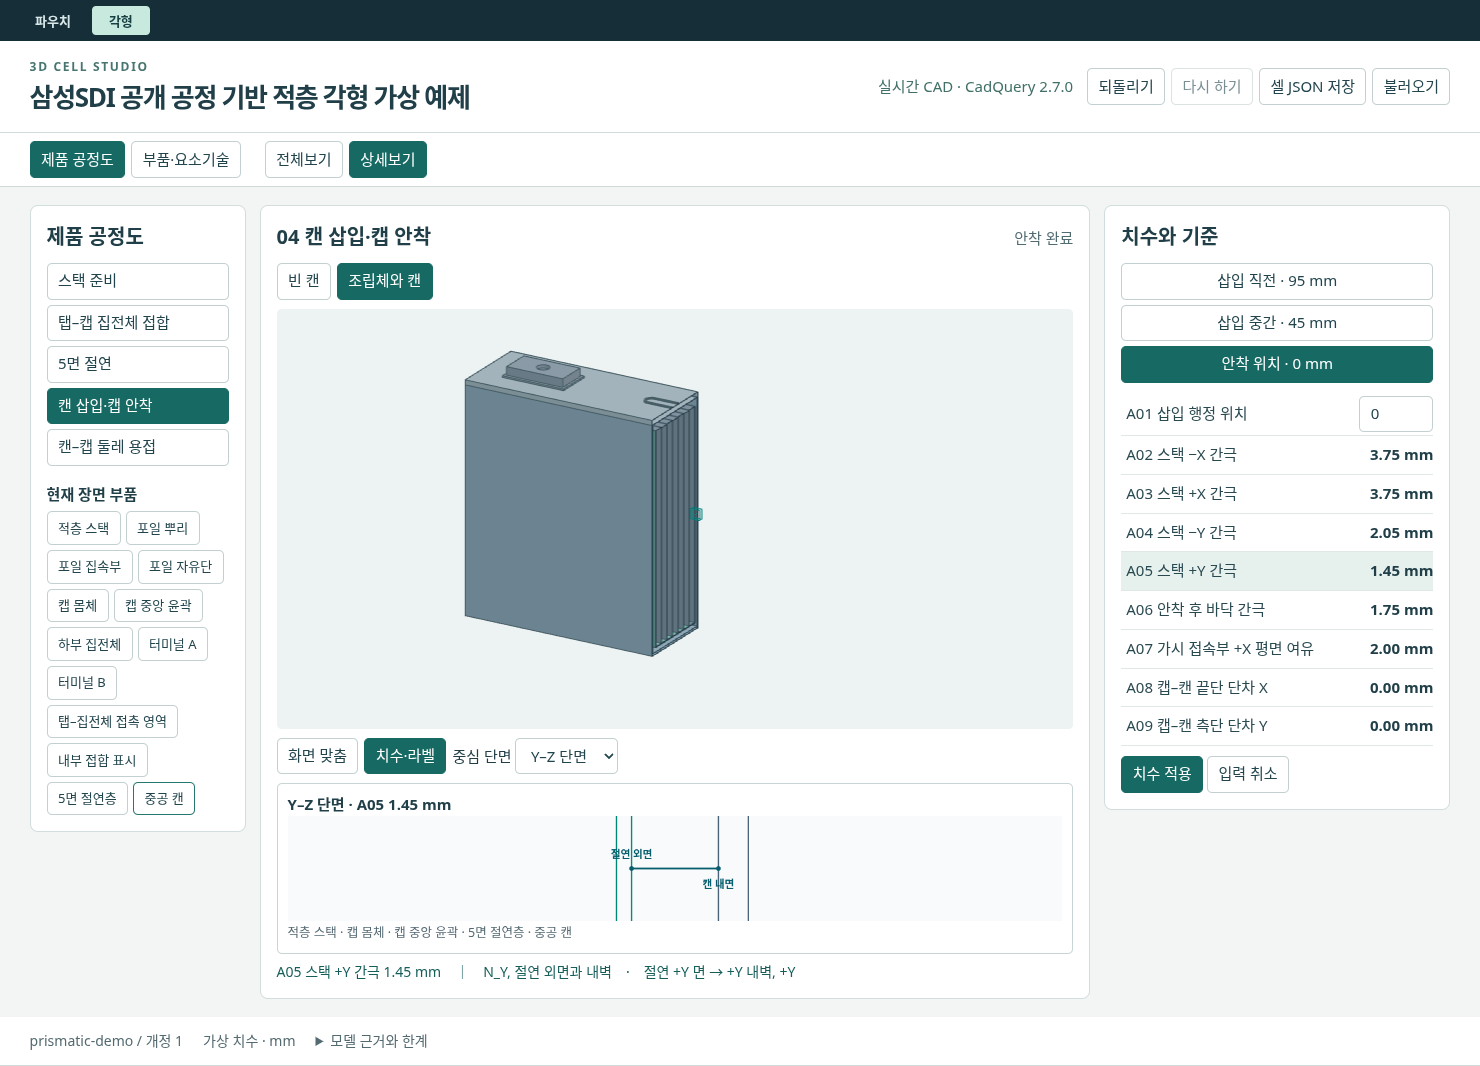 파우치 각형
3D CELL STUDIO
삼성SDI 공개 공정 기반 적층 각형 가상 예제
실시간 CAD · CadQuery 2.7.0 되돌리기 다시 하기 셀 JSON 저장 불러오기
제품 공정도 부품·요소기술 전체보기 상세보기
제품 공정도
스택 준비
탭–캡 집전체 접합
5면 절연
캔 삽입·캡 안착
캔–캡 둘레 용접
현재 장면 부품
적층 스택 포일 뿌리
포일 집속부 포일 자유단
캡 몸체 캡 중앙 윤곽
하부 집전체 터미널 A
터미널 B
탭–집전체 접촉 영역
내부 접합 표시
5면 절연층 중공 캔
04 캔 삽입·캡 안착 안착 완료
빈 캔 조립체와 캔
화면 맞춤 치수·라벨 중심 단면 Y–Z 단면
Y–Z 단면 · A05 1.45 mm
절연 외면
캔 내면
적층 스택 · 캡 몸체 · 캡 중앙 윤곽 · 5면 절연층 · 중공 캔
A05 스택 +Y 간극 1.45 mm | N_Y, 절연 외면과 내벽 · 절연 +Y 면 → +Y 내벽, +Y
치수와 기준
삽입 직전 · 95 mm
삽입 중간 · 45 mm
안착 위치 · 0 mm
A01 삽입 행정 위치 0
A02 스택 −X 간극 3.75 mm
A03 스택 +X 간극 3.75 mm
A04 스택 −Y 간극 2.05 mm
A05 스택 +Y 간극 1.45 mm
A06 안착 후 바닥 간극 1.75 mm
A07 가시 접속부 +X 평면 여유 2.00 mm
A08 캡–캔 끝단 단차 X 0.00 mm
A09 캡–캔 측단 단차 Y 0.00 mm
치수 적용 입력 취소
prismatic-demo / 개정 1 가상 치수 · mm ▶ 모델 근거와 한계